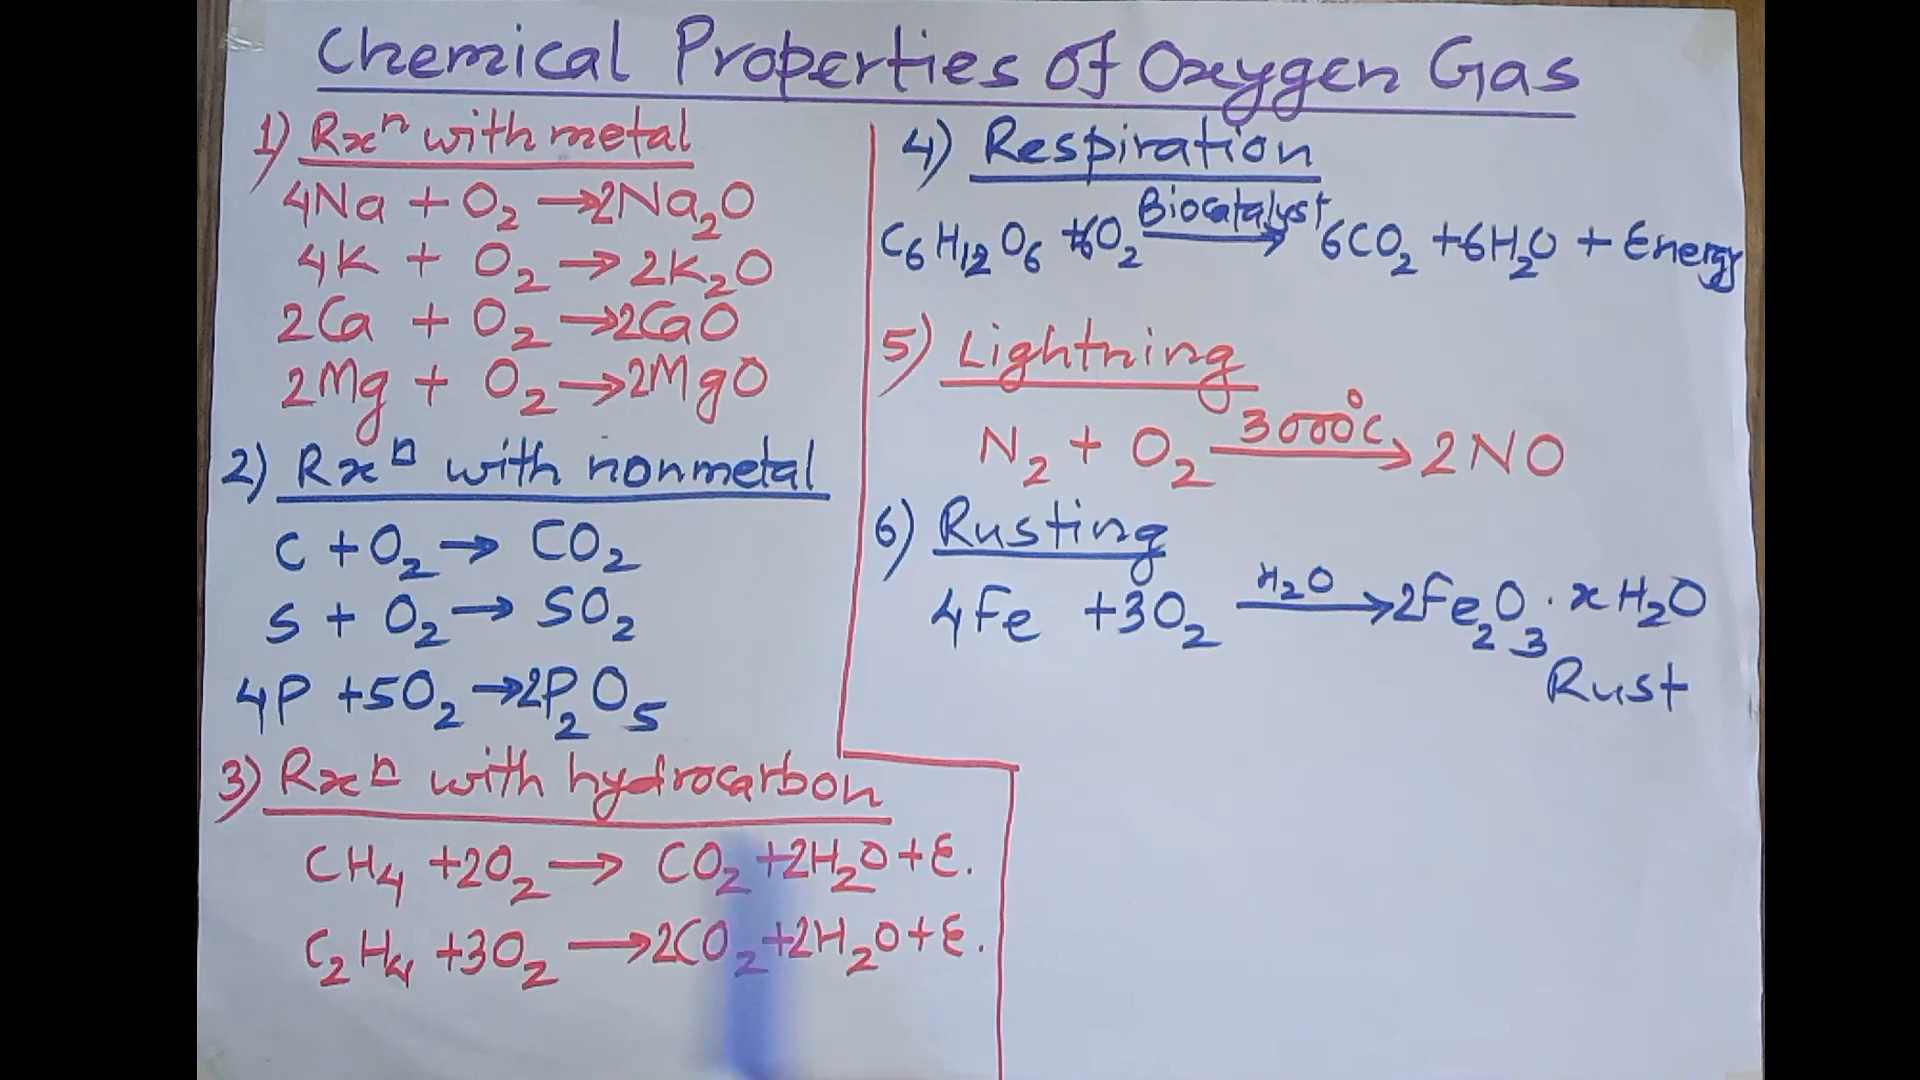 Chemical Properties Of Oxygen Gas
1) Rxⁿ with metal
4Na + O₂ → 2Na₂O
4K + O₂ → 2K₂O
2Ca + O₂ → 2CaO
2Mg + O₂ → 2MgO
2) Rxⁿ with nonmetal
C + O₂ → CO₂
S + O₂ → SO₂
4P + 5O₂ → 2P₂O₅
3) Rxⁿ with hydrocarbon
CH₄ + 2O₂ → CO₂ + 2H₂O + E.
C₂H₄ + 3O₂ → 2CO₂ + 2H₂O + E.
4) Respiration
Biocatalyst
C₆H₁₂O₆ + 6O₂ → 6CO₂ + 6H₂O + Energy
5) Lightning
3000°C
N₂ + O₂ → 2NO
6) Rusting
H₂O
4Fe + 3O₂ → 2Fe₂O₃ · xH₂O
Rust